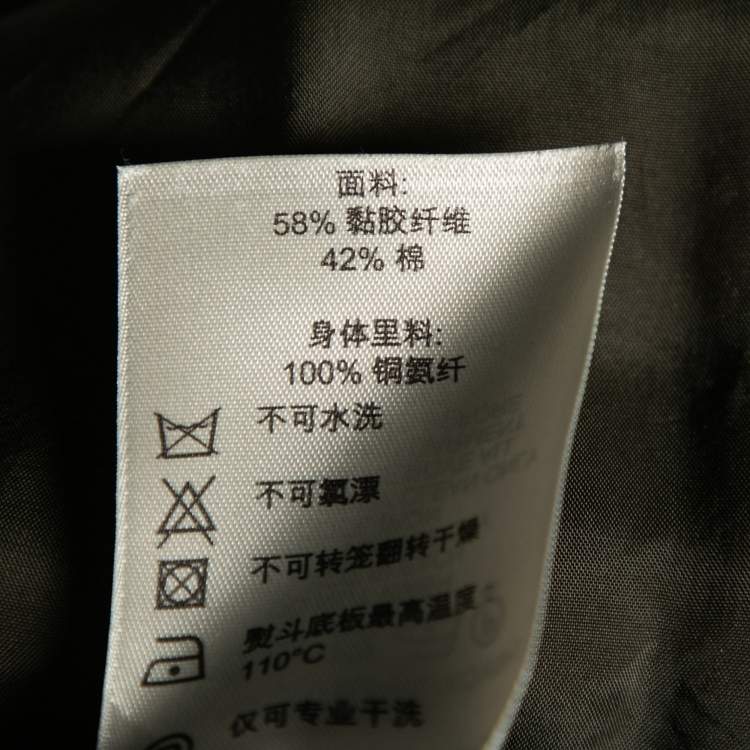 面料:
58% 黏胶纤维
42% 棉
身体里料:
100% 铜氨纤
不可水洗
不可氯漂
不可转笼翻转干燥
熨斗底板最高温度:
110°C
仅可专业干洗